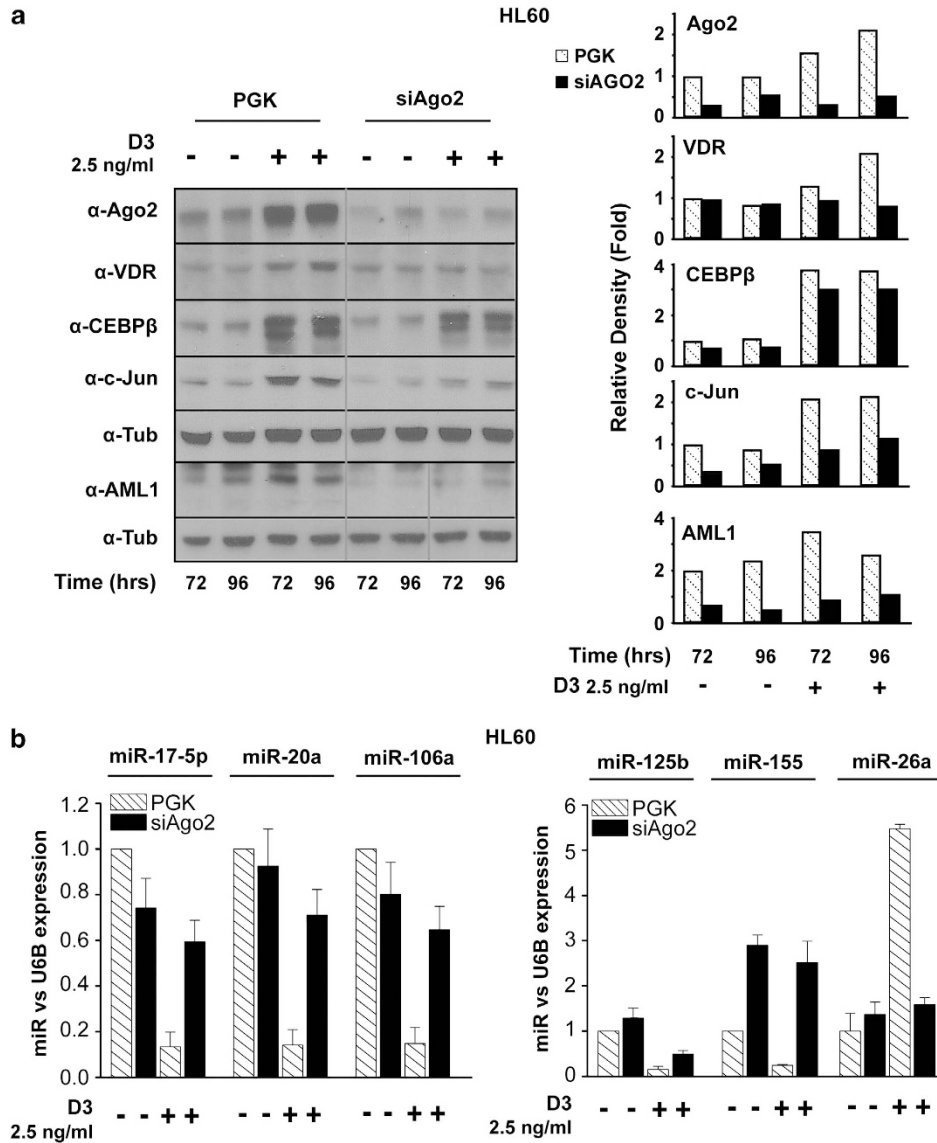 a
HL60
PGK siAgo2
D3
2.5 ng/ml
- - + + - - + +
α-Ago2
α-VDR
α-CEBPβ
α-c-Jun
α-Tub
α-AML1
α-Tub
Time (hrs) 72 96 72 96 72 96 72 96
PGK
siAGO2
Relative Density (Fold)
Ago2
2
1
0
VDR
2
1
0
CEBPβ
4
2
0
c-Jun
2
1
0
AML1
4
2
0
Time (hrs) 72 96 72 96
D3 2.5 ng/ml - - + +
b
HL60
miR-17-5p miR-20a miR-106a
PGK
siAgo2
miR vs U6B expression
1.2
1.0
0.8
0.6
0.4
0.2
0.0
D3
2.5 ng/ml
- - + + - - + + - - + +
miR-125b miR-155 miR-26a
PGK
siAgo2
miR vs U6B expression
6
5
4
3
2
1
0
D3
2.5 ng/ml
- - + + - - + + - - + +